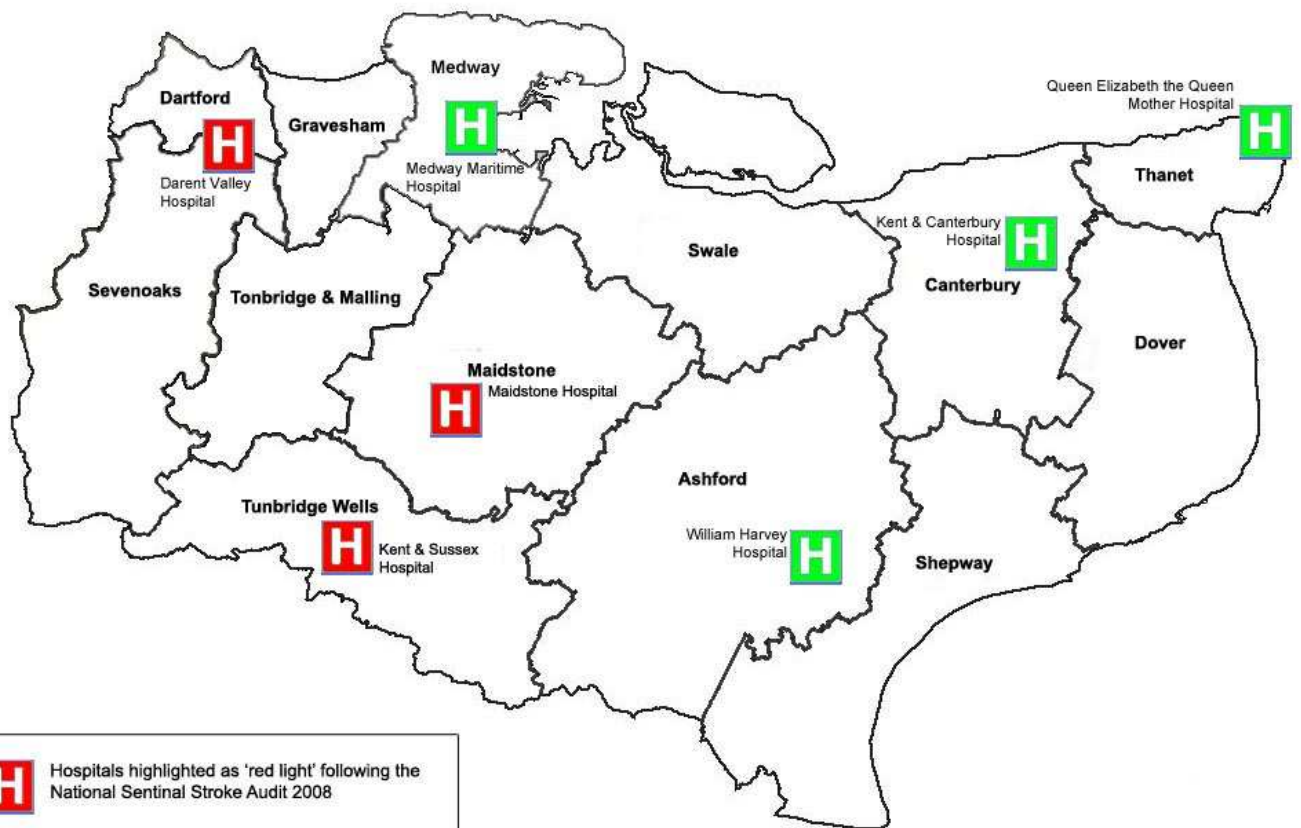 Medway
Dartford
Gravesham
H
H
Queen Elizabeth the Queen
Mother Hospital
H
Medway Maritime
Hospital
Darent Valley
Hospital
Thanet
Kent & Canterbury
Hospital
H
Swale
Canterbury
Sevenoaks
Tonbridge & Malling
Dover
Maidstone
Maidstone Hospital
H
Ashford
Tunbridge Wells
H
Kent & Sussex
Hospital
William Harvey
Hospital
H
Shepway
H
Hospitals highlighted as ‘red light’ following the
National Sentinal Stroke Audit 2008